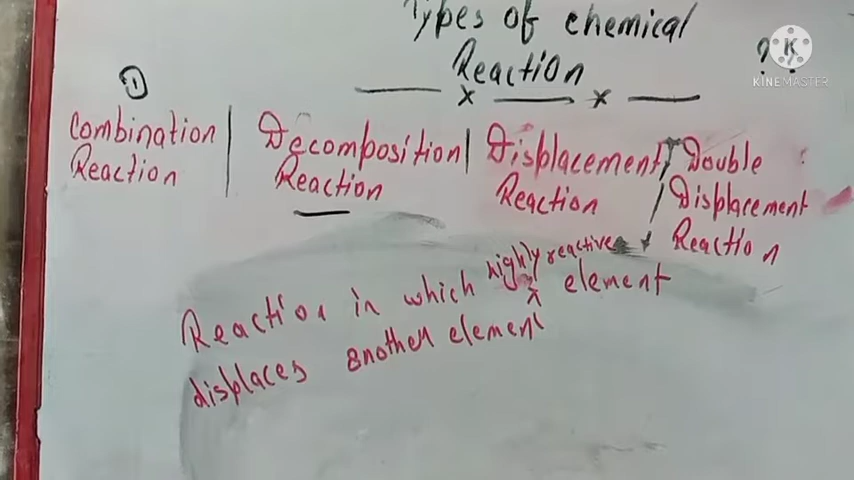 Types of chemical
Reaction ??
①
Combination
Reaction
Decomposition
Reaction
Displacement
Reaction
Double
Displacement
Reaction
Reaction in which highly reactive element
displaces another element
K
KINEMASTER